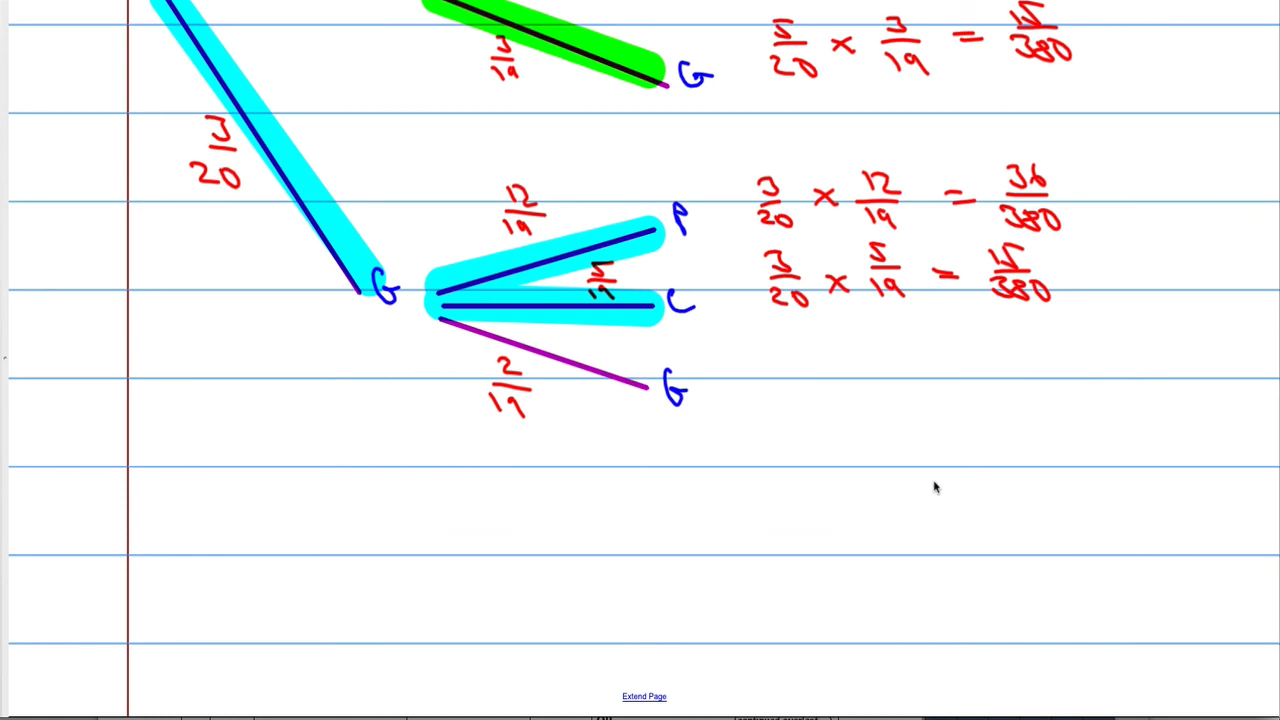 5/20 × 3/19 = 15/380
3/19
G
3/20
12/19
P
3/20 × 12/19 = 36/380
G
5/19
C
3/20 × 5/19 = 15/380
2/19
G
Extend Page